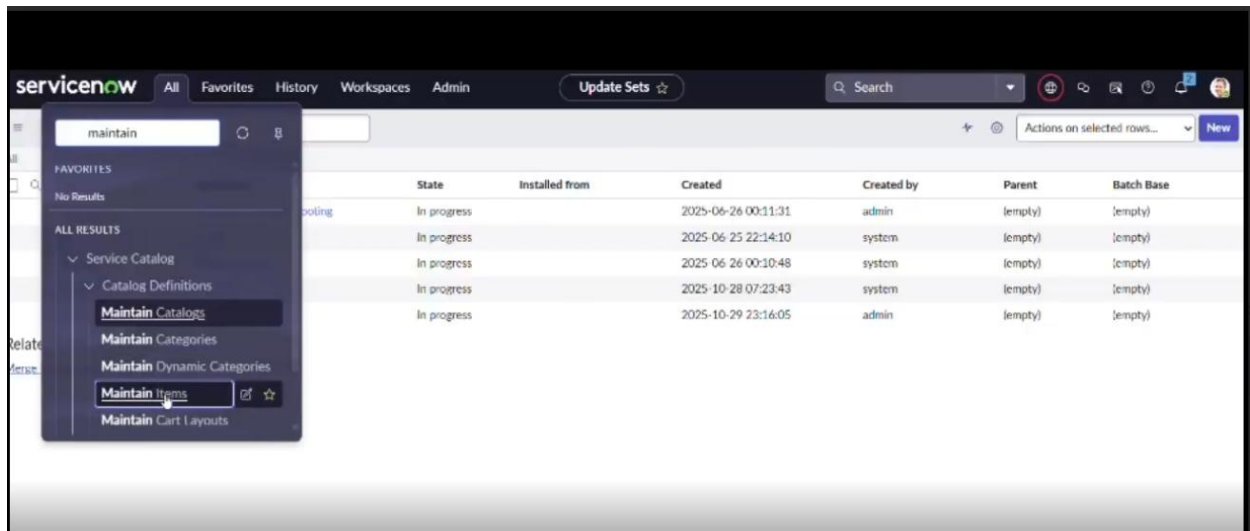 servicenow All Favorites History Workspaces Admin Update Sets Search 2
maintain Actions on selected rows... New
FAVORITES
No Results
ALL RESULTS
Service Catalog
Catalog Definitions
Maintain Catalogs
Maintain Categories
Maintain Dynamic Categories
Maintain Items
Maintain Cart Layouts
All
State Installed from Created Created by Parent Batch Base
ooting In progress 2025-06-26 00:11:31 admin (empty) (empty)
In progress 2025-06-25 22:14:10 system (empty) (empty)
In progress 2025-06-26 00:10:48 system (empty) (empty)
In progress 2025-10-28 07:23:43 system (empty) (empty)
In progress 2025-10-29 23:16:05 admin (empty) (empty)
Relate
Merge